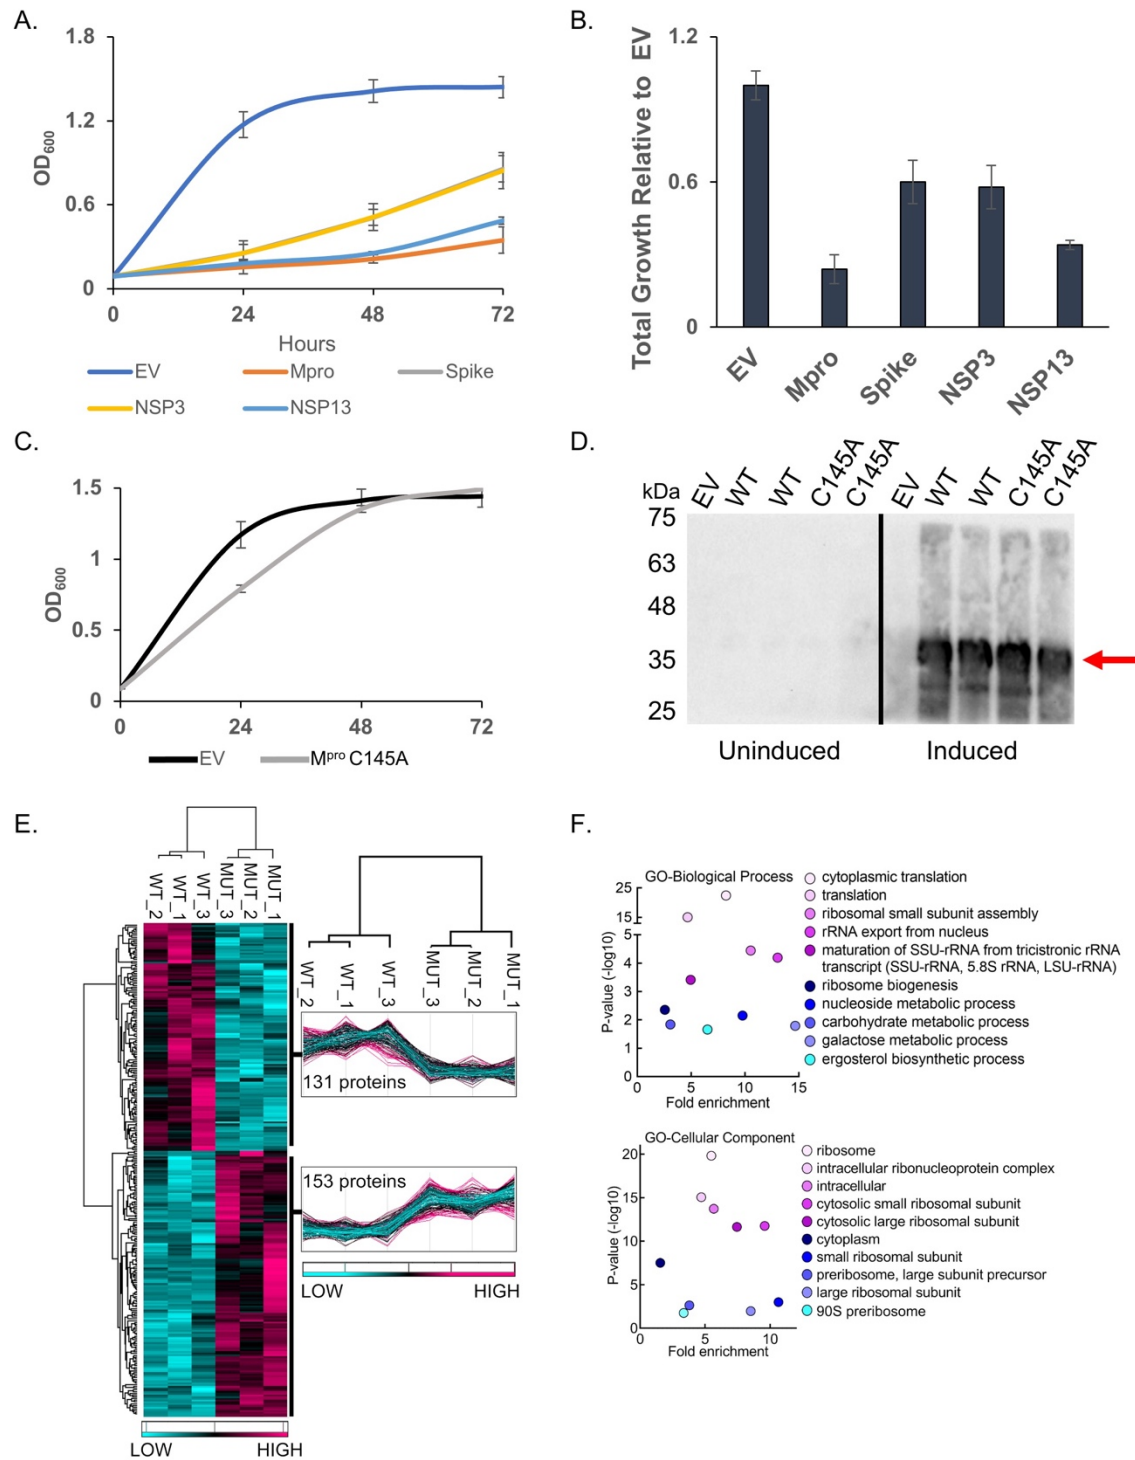 A.
1.8
1.2
0.6
0
OD600
0
24
48
72
Hours
EV
Mpro
Spike
NSP3
NSP13
B.
1.2
0.6
0
Total Growth Relative to EV
EV
Mpro
Spike
NSP3
NSP13
C.
1.5
1
0.5
0
OD600
0
24
48
72
EV
Mpro C145A
D.
kDa
EV
WT
WT
C145A
C145A
EV
WT
WT
C145A
C145A
75
63
48
35
25
Uninduced
Induced
E.
WT_2
WT_1
WT_3
MUT_3
MUT_2
MUT_1
LOW
HIGH
WT_2
WT_1
WT_3
MUT_3
MUT_2
MUT_1
131 proteins
153 proteins
LOW
HIGH
F.
GO-Biological Process
25
15
5
4
3
2
1
0
P-value (-log10)
0
5
10
15
Fold enrichment
cytoplasmic translation
translation
ribosomal small subunit assembly
rRNA export from nucleus
maturation of SSU-rRNA from tricistronic rRNA
transcript (SSU-rRNA, 5.8S rRNA, LSU-rRNA)
ribosome biogenesis
nucleoside metabolic process
carbohydrate metabolic process
galactose metabolic process
ergosterol biosynthetic process
GO-Cellular Component
20
15
10
5
0
P-value (-log10)
0
5
10
Fold enrichment
ribosome
intracellular ribonucleoprotein complex
intracellular
cytosolic small ribosomal subunit
cytosolic large ribosomal subunit
cytoplasm
small ribosomal subunit
preribosome, large subunit precursor
large ribosomal subunit
90S preribosome